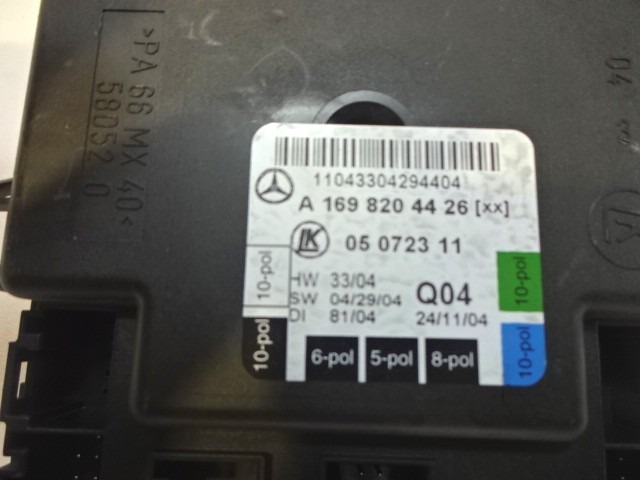 >PA 66 MX 40<
58052 0
04
11043304294404
A 169 820 44 26 [xx]
LK 05 0723 11
HW 33/04
SW 04/29/04 Q04
DI 81/04 24/11/04
10-pol
10-pol
10-pol
10-pol
6-pol 5-pol 8-pol